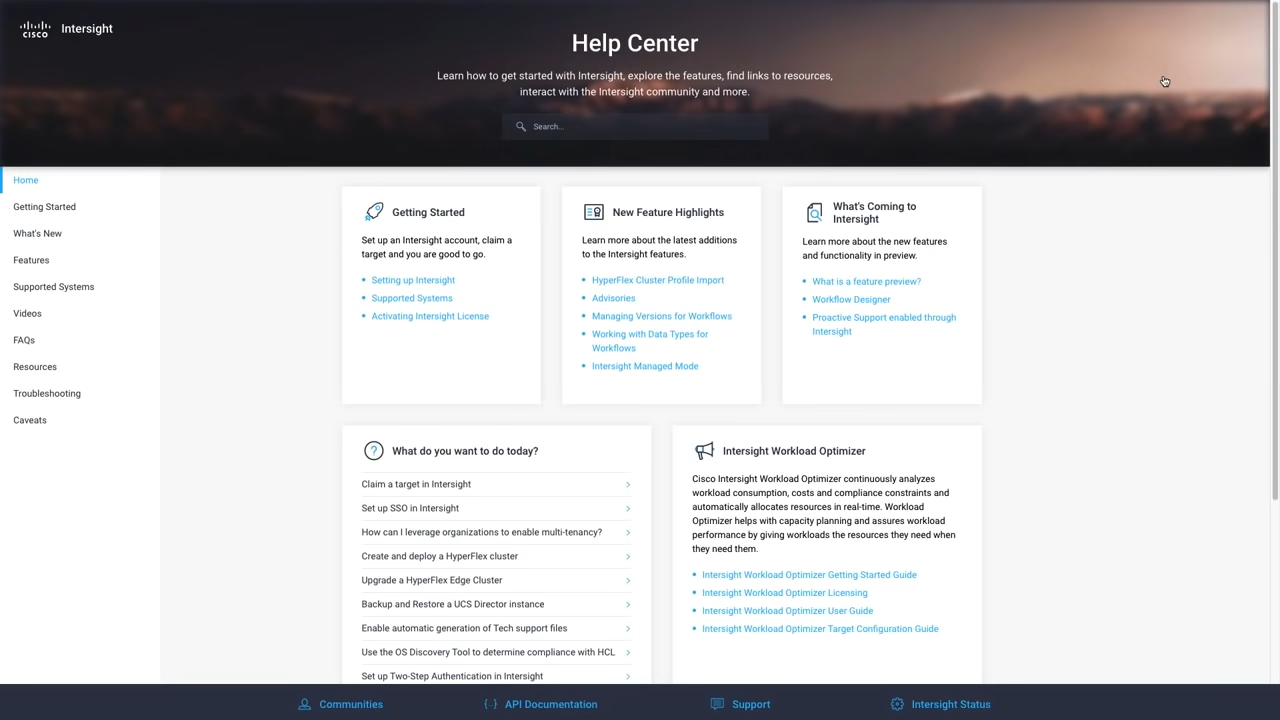 CISCO Intersight
Help Center
Learn how to get started with Intersight, explore the features, find links to resources,
interact with the Intersight community and more.
Search...
Home
Getting Started
What's New
Features
Supported Systems
Videos
FAQs
Resources
Troubleshooting
Caveats
Getting Started
Set up an Intersight account, claim a
target and you are good to go.
Setting up Intersight
Supported Systems
Activating Intersight License
New Feature Highlights
Learn more about the latest additions
to the Intersight features.
HyperFlex Cluster Profile Import
Advisories
Managing Versions for Workflows
Working with Data Types for
Workflows
Intersight Managed Mode
What's Coming to
Intersight
Learn more about the new features
and functionality in preview.
What is a feature preview?
Workflow Designer
Proactive Support enabled through
Intersight
What do you want to do today?
Claim a target in Intersight
Set up SSO in Intersight
How can I leverage organizations to enable multi-tenancy?
Create and deploy a HyperFlex cluster
Upgrade a HyperFlex Edge Cluster
Backup and Restore a UCS Director instance
Enable automatic generation of Tech support files
Use the OS Discovery Tool to determine compliance with HCL
Set up Two-Step Authentication in Intersight
Intersight Workload Optimizer
Cisco Intersight Workload Optimizer continuously analyzes
workload consumption, costs and compliance constraints and
automatically allocates resources in real-time. Workload
Optimizer helps with capacity planning and assures workload
performance by giving workloads the resources they need when
they need them.
Intersight Workload Optimizer Getting Started Guide
Intersight Workload Optimizer Licensing
Intersight Workload Optimizer User Guide
Intersight Workload Optimizer Target Configuration Guide
Communities
API Documentation
Support
Intersight Status